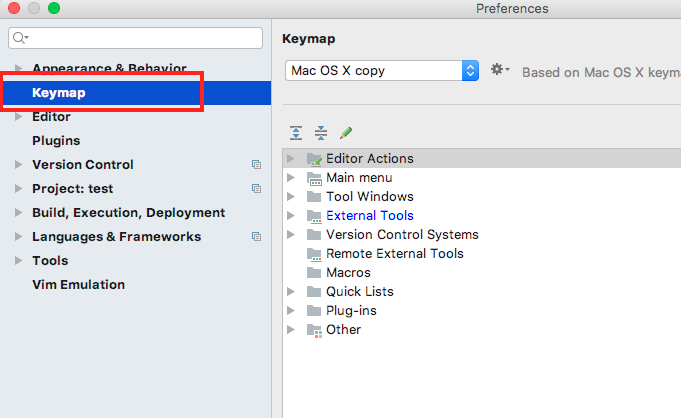 Preferences
Keymap
Mac OS X copy
Based on Mac OS X
Appearance & Behavior
Keymap
Editor
Plugins
Version Control
Project: test
Build, Execution, Deployment
Languages & Frameworks
Tools
Vim Emulation
Editor Actions
Main menu
Tool Windows
External Tools
Version Control Systems
Remote External Tools
Macros
Quick Lists
Plug-ins
Other